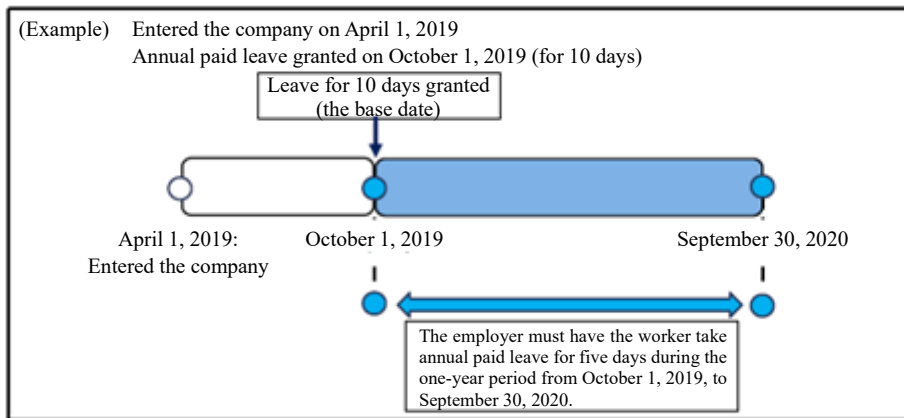 (Example) Entered the company on April 1, 2019
Annual paid leave granted on October 1, 2019 (for 10 days)
Leave for 10 days granted
(the base date)
April 1, 2019:
Entered the company
October 1, 2019
September 30, 2020
The employer must have the worker take
annual paid leave for five days during the
one-year period from October 1, 2019, to
September 30, 2020.